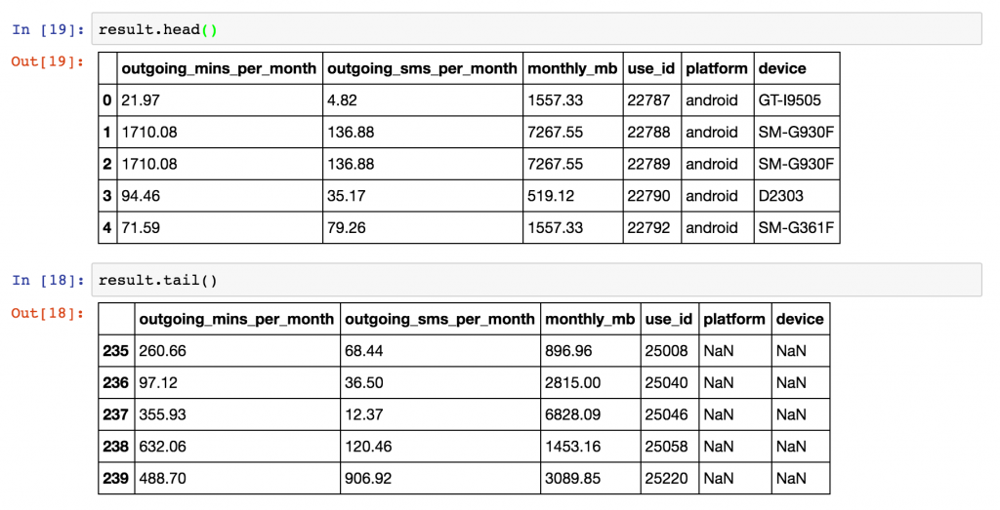 In [19]: result.head()
Out[19]: outgoing_mins_per_month outgoing_sms_per_month monthly_mb use_id platform device
0 21.97 4.82 1557.33 22787 android GT-I9505
1 1710.08 136.88 7267.55 22788 android SM-G930F
2 1710.08 136.88 7267.55 22789 android SM-G930F
3 94.46 35.17 519.12 22790 android D2303
4 71.59 79.26 1557.33 22792 android SM-G361F
In [18]: result.tail()
Out[18]: outgoing_mins_per_month outgoing_sms_per_month monthly_mb use_id platform device
235 260.66 68.44 896.96 25008 NaN NaN
236 97.12 36.50 2815.00 25040 NaN NaN
237 355.93 12.37 6828.09 25046 NaN NaN
238 632.06 120.46 1453.16 25058 NaN NaN
239 488.70 906.92 3089.85 25220 NaN NaN